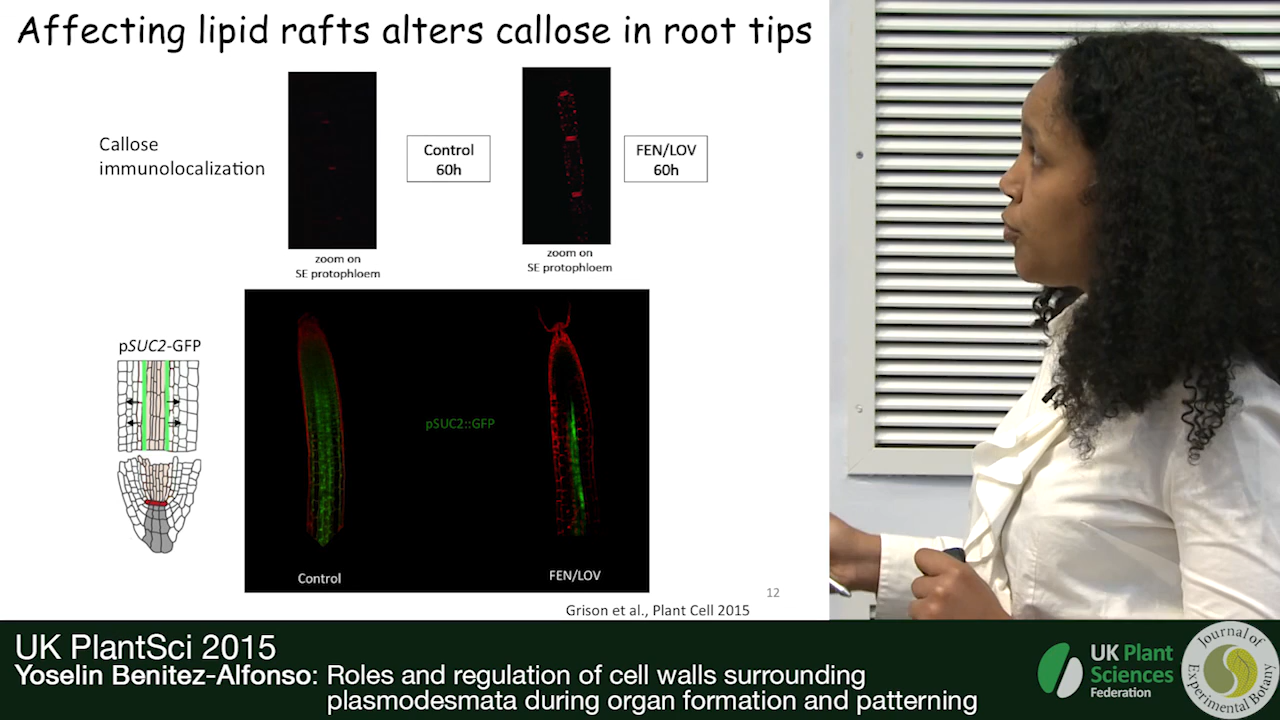 Affecting lipid rafts alters callose in root tips
Callose
immunolocalization
Control
60h
FEN/LOV
60h
zoom on
SE protophloem
zoom on
SE protophloem
pSUC2-GFP
pSUC2::GFP
Control
FEN/LOV
12
Grison et al., Plant Cell 2015
UK PlantSci 2015
Yoselin Benitez-Alfonso: Roles and regulation of cell walls surrounding
plasmodesmata during organ formation and patterning
UK Plant
Sciences
Federation
Journal of
Experimental Botany